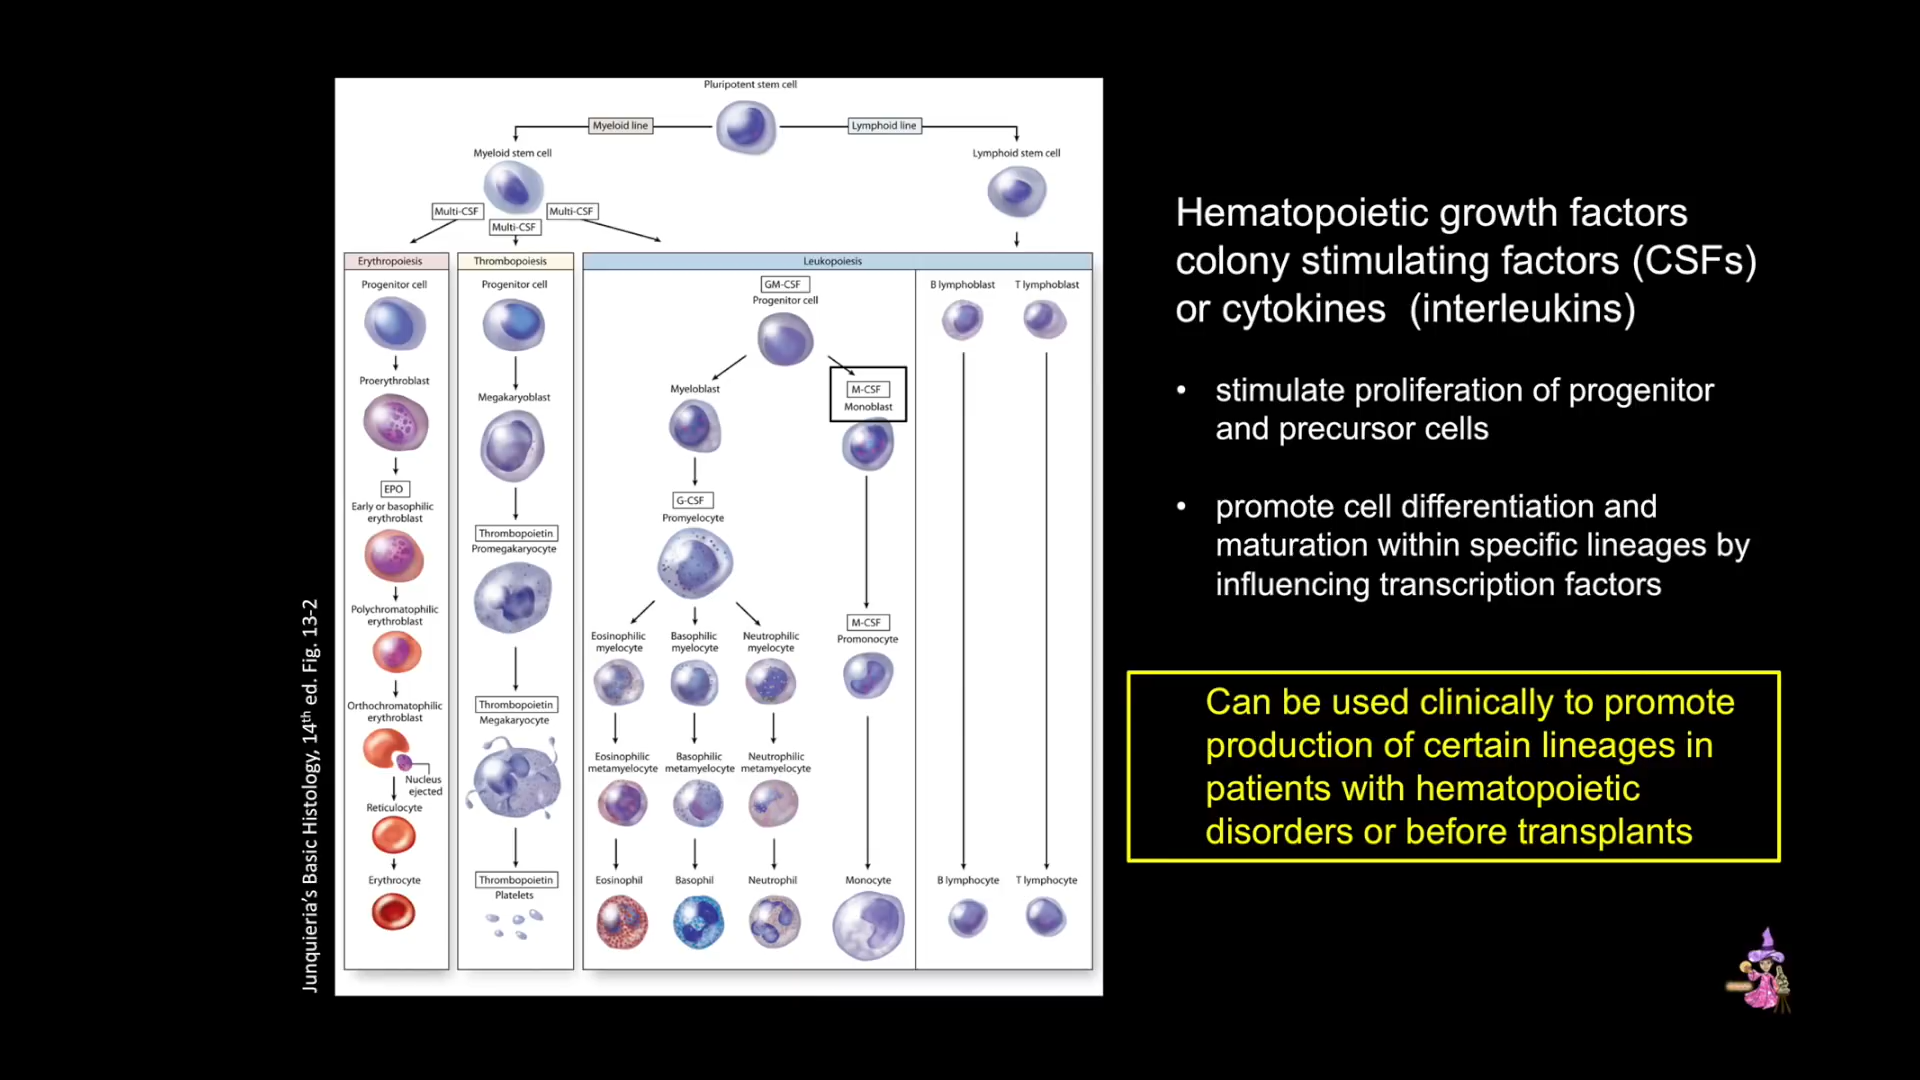 Pluripotent stem cell
Myeloid line
Lymphoid line
Myeloid stem cell
Lymphoid stem cell
Multi-CSF
Multi-CSF
Multi-CSF
Erythropoiesis
Progenitor cell
Proerythroblast
EPO
Early or basophilic
erythroblast
Polychromatophilic
erythroblast
Orthochromatophilic
erythroblast
Nucleus
ejected
Reticulocyte
Erythrocyte
Thrombopoiesis
Progenitor cell
Megakaryoblast
Thrombopoietin
Promegakaryocyte
Thrombopoietin
Megakaryocyte
Thrombopoietin
Platelets
Leukopoiesis
GM-CSF
Progenitor cell
Myeloblast
M-CSF
Monoblast
G-CSF
Promyelocyte
Eosinophilic
myelocyte
Basophilic
myelocyte
Neutrophilic
myelocyte
M-CSF
Promonocyte
Eosinophilic
metamyelocyte
Basophilic
metamyelocyte
Neutrophilic
metamyelocyte
Eosinophil
Basophil
Neutrophil
Monocyte
B lymphoblast
T lymphoblast
B lymphocyte
T lymphocyte
Junquieria's Basic Histology, 14th ed. Fig. 13-2
Hematopoietic growth factors
colony stimulating factors (CSFs)
or cytokines (interleukins)
• stimulate proliferation of progenitor
and precursor cells
• promote cell differentiation and
maturation within specific lineages by
influencing transcription factors
Can be used clinically to promote
production of certain lineages in
patients with hematopoietic
disorders or before transplants